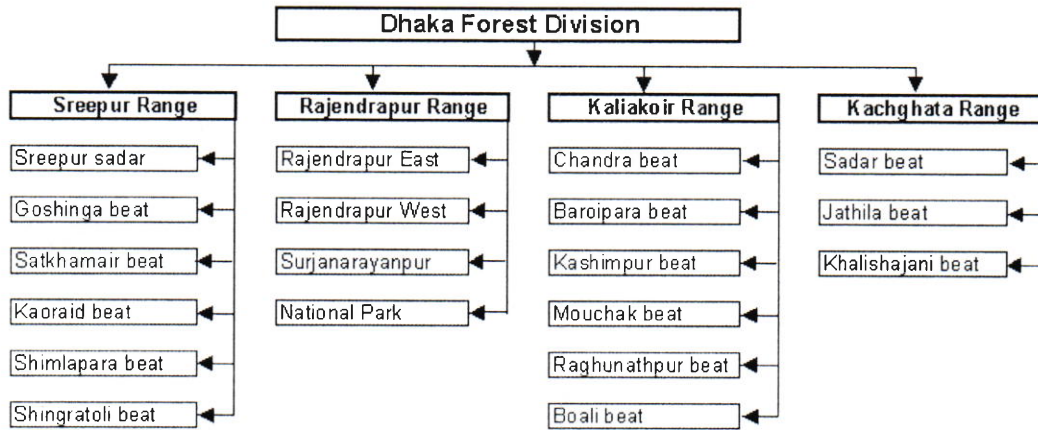 Dhaka Forest Division
Sreepur Range
Sreepur sadar
Goshinga beat
Satkhamair beat
Kaoraid beat
Shimlapara beat
Shingratoli beat
Rajendrapur Range
Rajendrapur East
Rajendrapur West
Surjanarayanpur
National Park
Kaliakoir Range
Chandra beat
Baroipara beat
Kashimpur beat
Mouchak beat
Raghunathpur beat
Boali beat
Kachghata Range
Sadar beat
Jathila beat
Khalishajani beat